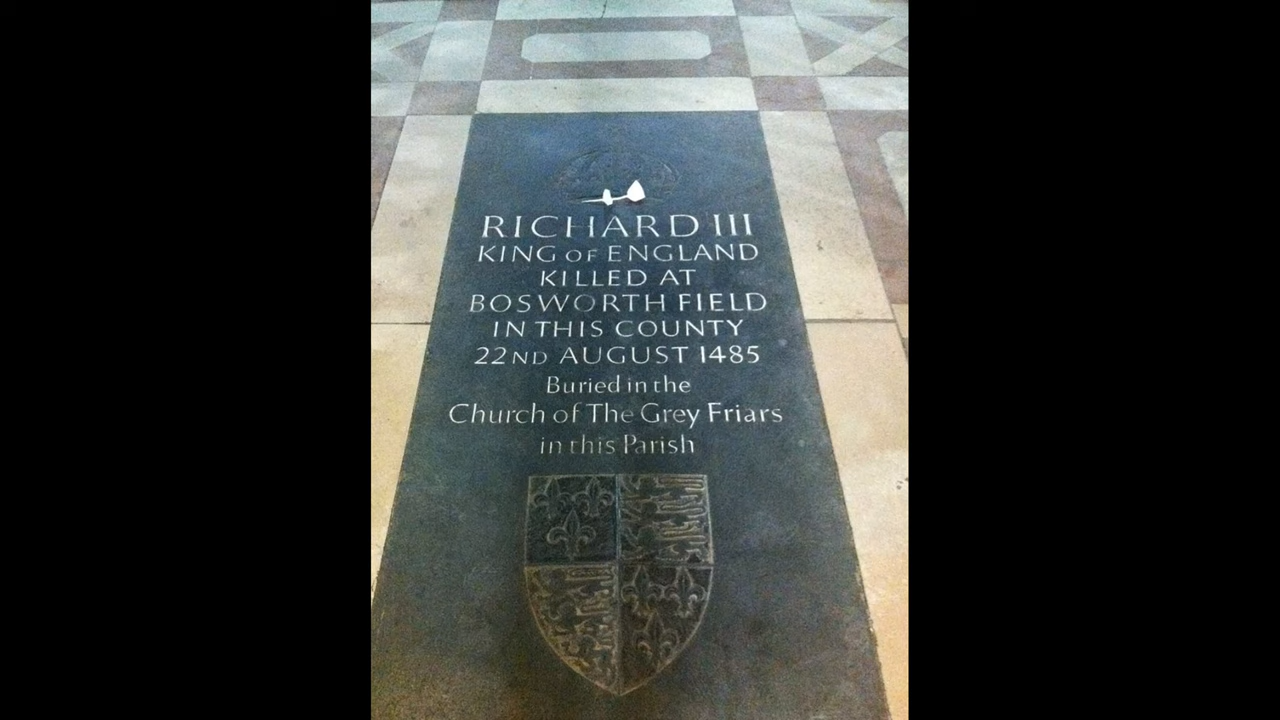 RICHARD III
KING OF ENGLAND
KILLED AT
BOSWORTH FIELD
IN THIS COUNTY
22ND AUGUST 1485
Buried in the
Church of The Grey Friars
in this Parish